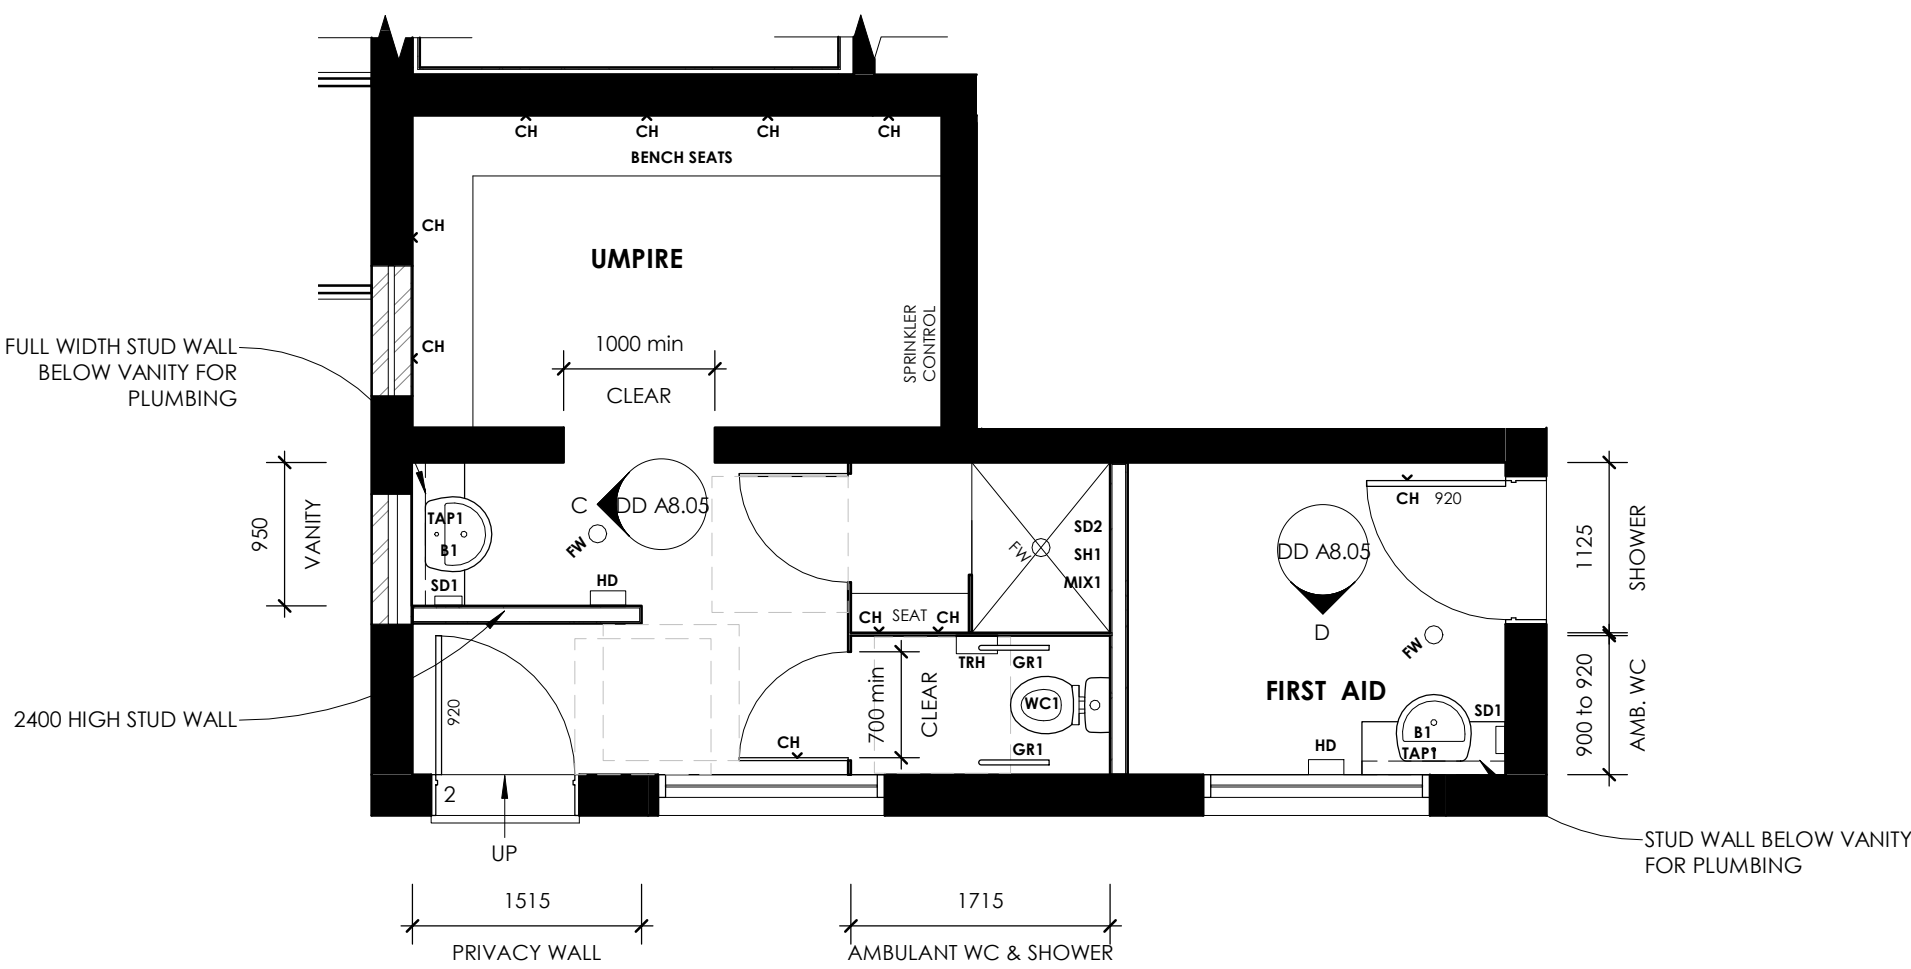 CH
CH
CH
CH
BENCH SEATS
CH
UMPIRE
SPRINKLER
CONTROL
1000 min
CLEAR
CH
FULL WIDTH STUD WALL
BELOW VANITY FOR
PLUMBING
950
VANITY
TAP1
B1
SD1
C
DD A8.05
FW
HD
FW
SD2
SH1
MIX1
CH
SEAT
CH
DD A8.05
D
CH
920
FW
1125
SHOWER
2400 HIGH STUD WALL
920
TRH
GR1
700 min
CLEAR
WC1
GR1
CH
FIRST AID
HD
B1
TAP1
SD1
900 to 920
AMB. WC
2
UP
STUD WALL BELOW VANITY
FOR PLUMBING
1515
PRIVACY WALL
1715
AMBULANT WC & SHOWER